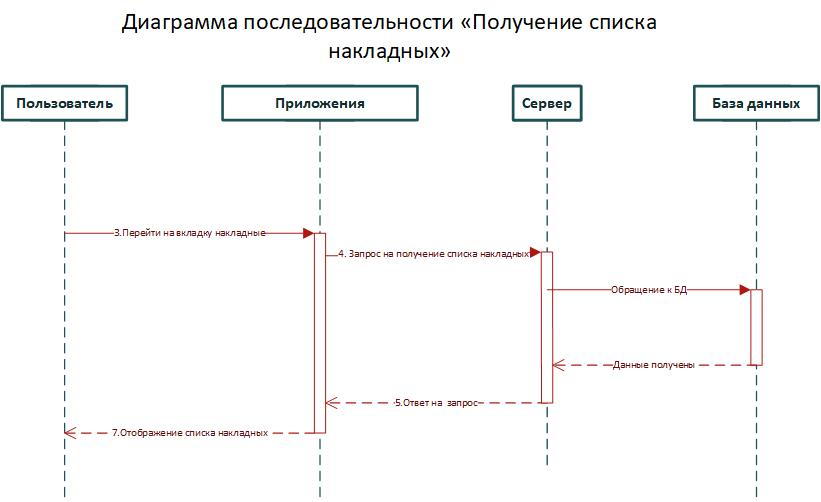 Диаграмма последовательности «Получение списка
накладных»
Пользователь
Приложения
Сервер
База данных
3.Перейти на вкладку накладные
4. Запрос на получение списка накладных
Обращение к БД
Данные получены
5.Ответ на запрос
7.Отображение списка накладных